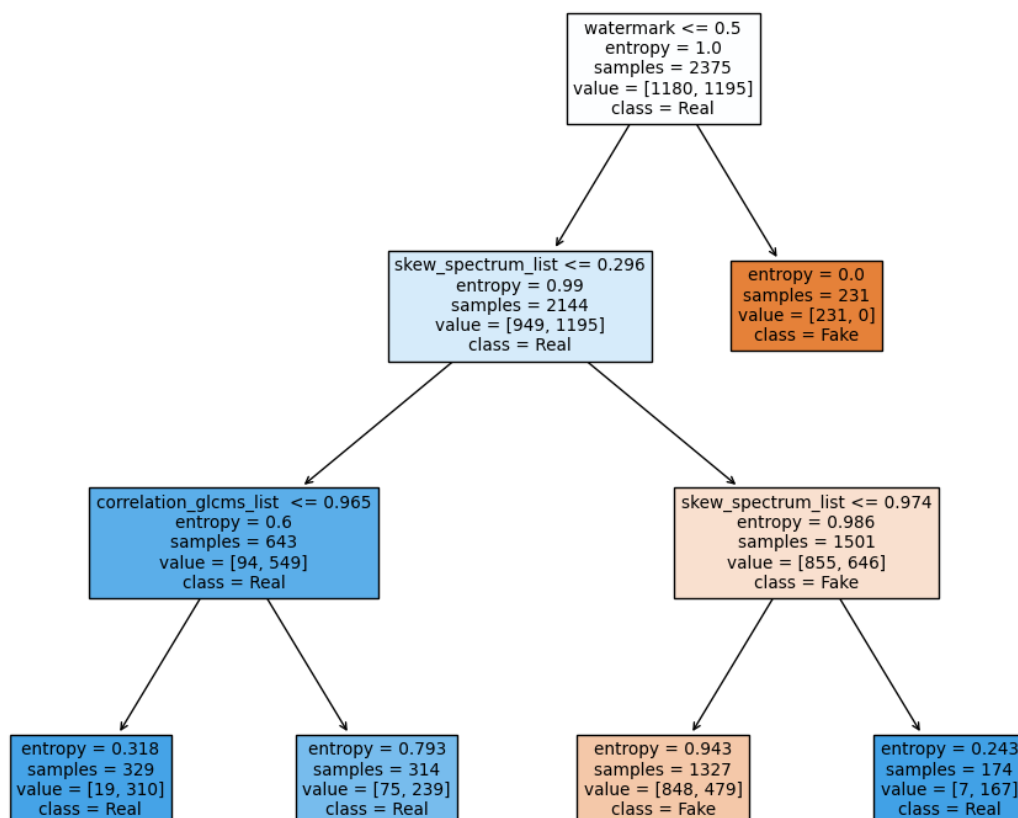 watermark <= 0.5
entropy = 1.0
samples = 2375
value = [1180, 1195]
class = Real
skew_spectrum_list <= 0.296
entropy = 0.99
samples = 2144
value = [949, 1195]
class = Real
entropy = 0.0
samples = 231
value = [231, 0]
class = Fake
correlation_glcms_list <= 0.965
entropy = 0.6
samples = 643
value = [94, 549]
class = Real
skew_spectrum_list <= 0.974
entropy = 0.986
samples = 1501
value = [855, 646]
class = Fake
entropy = 0.318
samples = 329
value = [19, 310]
class = Real
entropy = 0.793
samples = 314
value = [75, 239]
class = Real
entropy = 0.943
samples = 1327
value = [848, 479]
class = Fake
entropy = 0.243
samples = 174
value = [7, 167]
class = Real